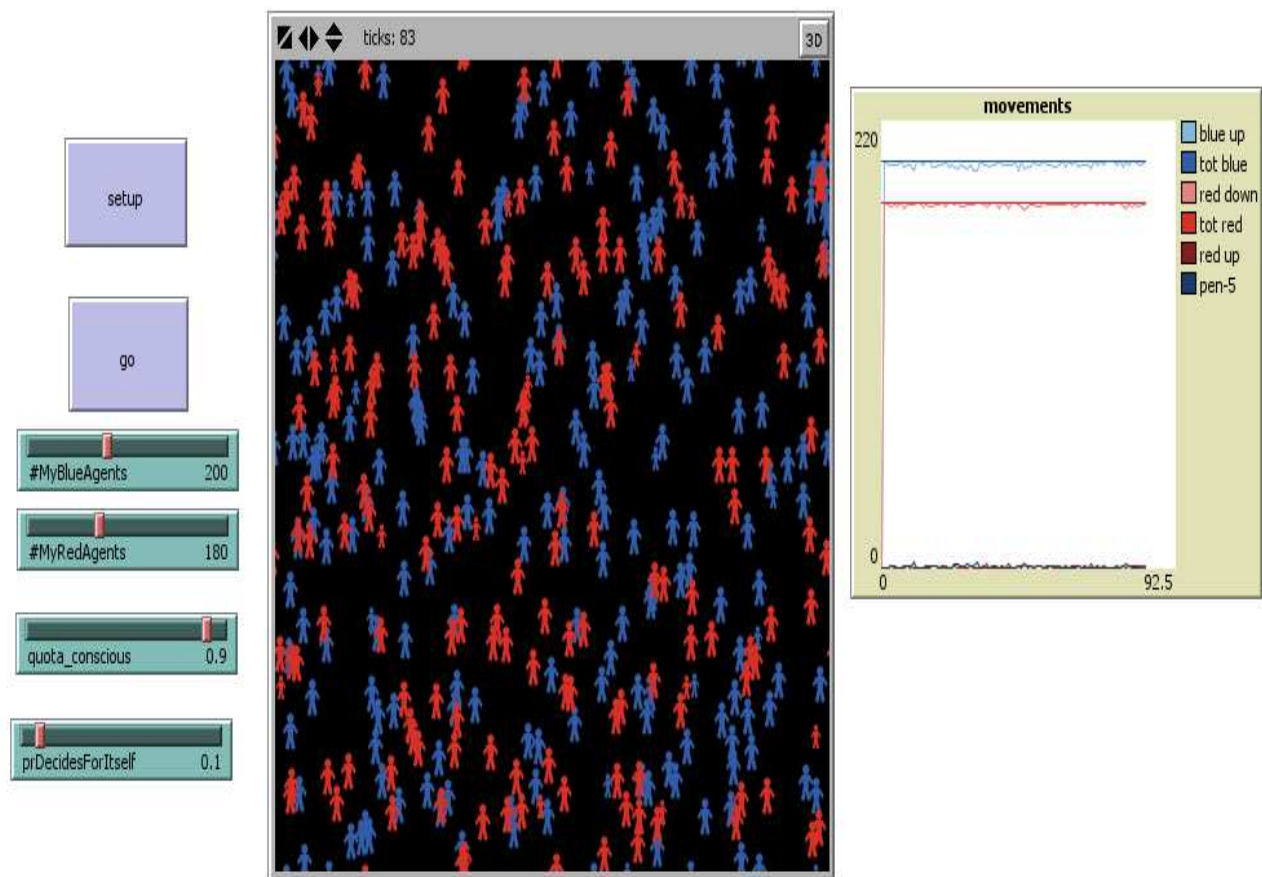 ticks: 83
3D
setup
go
#MyBlueAgents 200
#MyRedAgents 180
quota_conscious 0.9
prDecidesForItself 0.1
movements
220
0
0 92.5
blue up
tot blue
red down
tot red
red up
pen-5